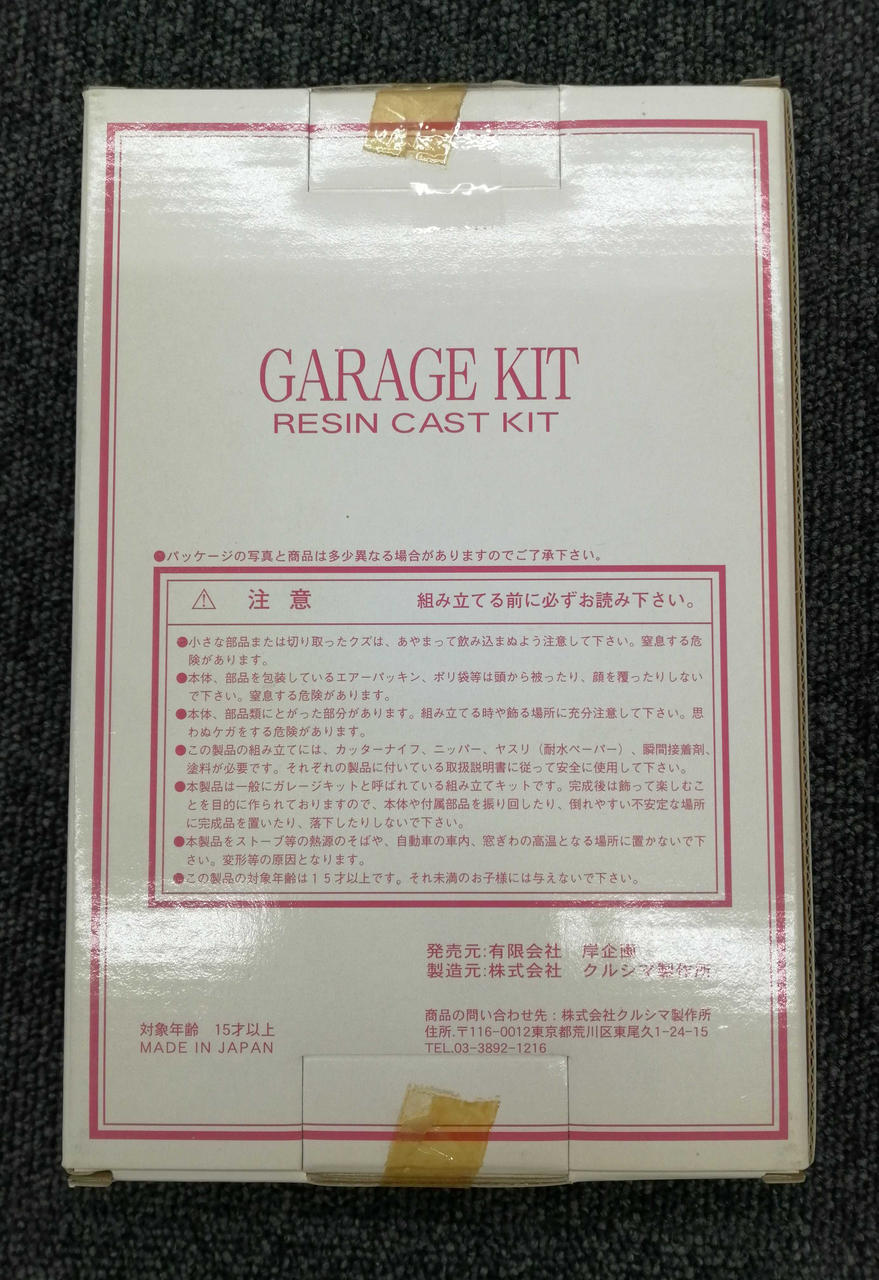 GARAGE KIT
RESIN CAST KIT
●パッケージの写真と商品は多少異なる場合がありますのでご了承下さい。
⚠ 注 意 組み立てる前に必ずお読み下さい。
●小さな部品または切り取ったクズは、あやまって飲み込まぬよう注意して下さい。窒息する危
険があります。
●本体、部品を包装しているエアーパッキン、ポリ袋等は頭から被ったり、顔を覆ったりしない
で下さい。窒息する危険があります。
●本体、部品類にとがった部分があります。組み立てる時や飾る場所に充分注意して下さい。思
わぬケガをする危険があります。
●この製品の組み立てには、カッターナイフ、ニッパー、ヤスリ（耐水ペーパー）、瞬間接着剤、
塗料が必要です。それぞれの製品に付いている取扱説明書に従って安全に使用して下さい。
●本製品は一般にガレージキットと呼ばれている組み立てキットです。完成後は飾って楽しむこ
とを目的に作られておりますので、本体や付属部品を振り回したり、倒れやすい不安定な場所
に完成品を置いたり、落下したりしないで下さい。
●本製品をストーブ等の熱源のそばや、自動車の車内、窓ぎわの高温となる場所に置かないで下
さい。変形等の原因となります。
●この製品の対象年齢は１５才以上です。それ未満のお子様には与えないで下さい。
発売元:有限会社 岸企画
製造元:株式会社 クルシマ製作所
商品の問い合わせ先：株式会社クルシマ製作所
住所.〒116-0012東京都荒川区東尾久1-24-15
TEL.03-3892-1216
対象年齢 15才以上
MADE IN JAPAN